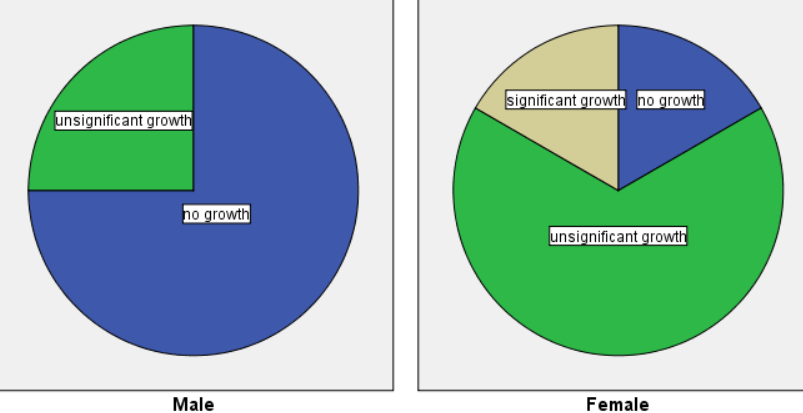 unsignificant growth
no growth
Male
significant growth
no growth
unsignificant growth
Female